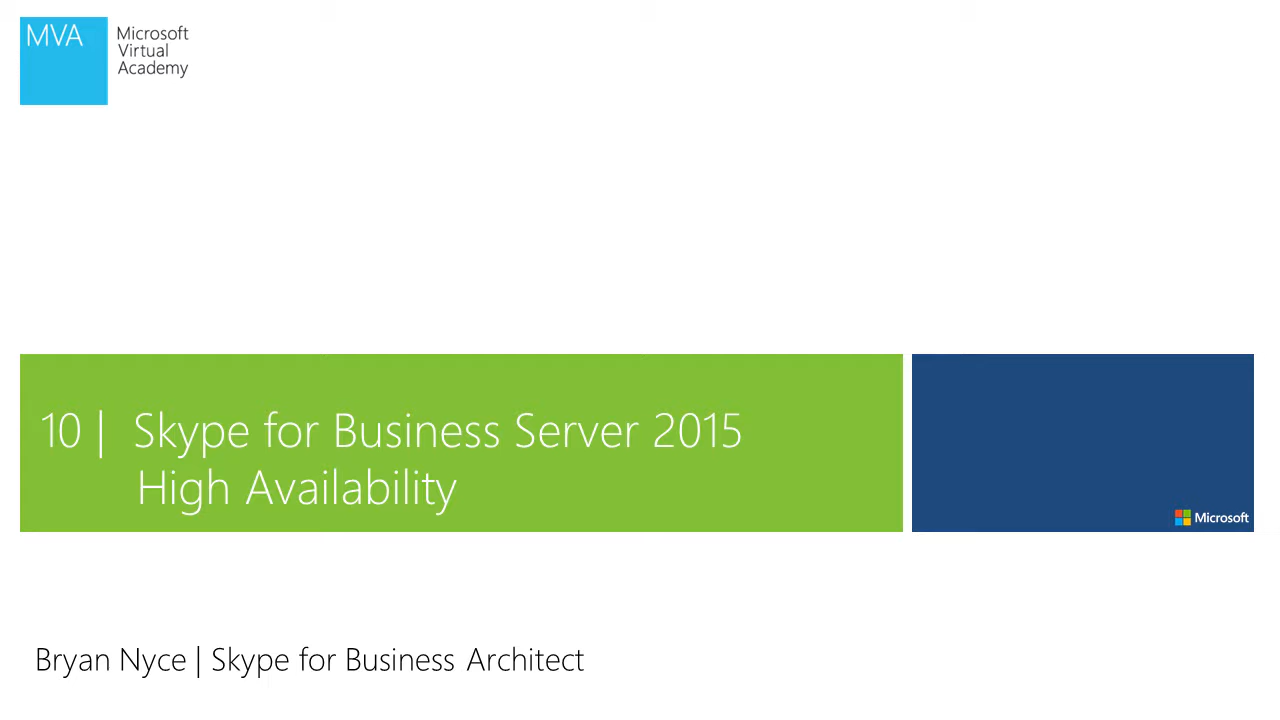 MVA
Microsoft
Virtual
Academy
10 | Skype for Business Server 2015
High Availability
Microsoft
Bryan Nyce | Skype for Business Architect